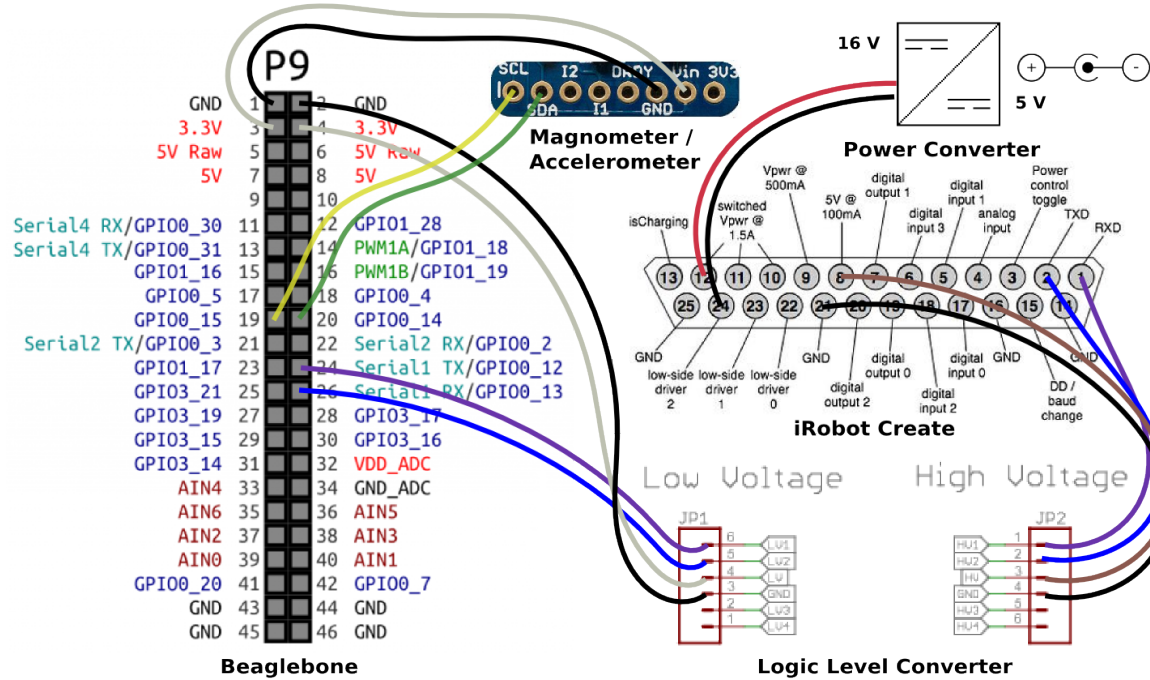 P9
GND 1 2 GND
3.3V 3 4 3.3V
5V Raw 5 6 5V Raw
5V 7 8 5V
9 10
Serial4 RX/GPIO0_30 11 12 GPIO1_28
Serial4 TX/GPIO0_31 13 14 PWM1A/GPIO1_18
GPIO1_16 15 16 PWM1B/GPIO1_19
GPIO0_5 17 18 GPIO0_4
GPIO0_15 19 20 GPIO0_14
Serial2 TX/GPIO0_3 21 22 Serial2 RX/GPIO0_2
GPIO1_17 23 24 Serial1 TX/GPIO0_12
GPIO3_21 25 26 Serial1 RX/GPIO0_13
GPIO3_19 27 28 GPIO3_17
GPIO3_15 29 30 GPIO3_16
GPIO3_14 31 32 VDD_ADC
AIN4 33 34 GND_ADC
AIN6 35 36 AIN5
AIN2 37 38 AIN3
AIN0 39 40 AIN1
GPIO0_20 41 42 GPIO0_7
GND 43 44 GND
GND 45 46 GND
Beaglebone
SCL I2 DRDY Vin 3V3
SDA I1 GND
Magnometer /
Accelerometer
16 V
+ -
5 V
Power Converter
isCharging
switched
Vpwr @
1.5A
Vpwr @
500mA
5V @
100mA
digital
output 1
digital
input 3
digital
input 1
analog
input
Power
control
toggle
TXD
RXD
13 12 11 10 9 8 7 6 5 4 3 2 1
25 24 23 22 21 20 19 18 17 16 15 14
GND
low-side
driver
2
low-side
driver
1
low-side
driver
0
GND
digital
output 2
digital
output 0
digital
input 2
digital
input 0
GND
DD /
baud
change
GND
iRobot Create
Low Voltage
High Voltage
JP1
6 LV1
5 LV2
4 LV
3 GND
2 LV3
1 LV4
JP2
HV1 1
HV2 2
HV 3
GND 4
HV3 5
HV4 6
Logic Level Converter